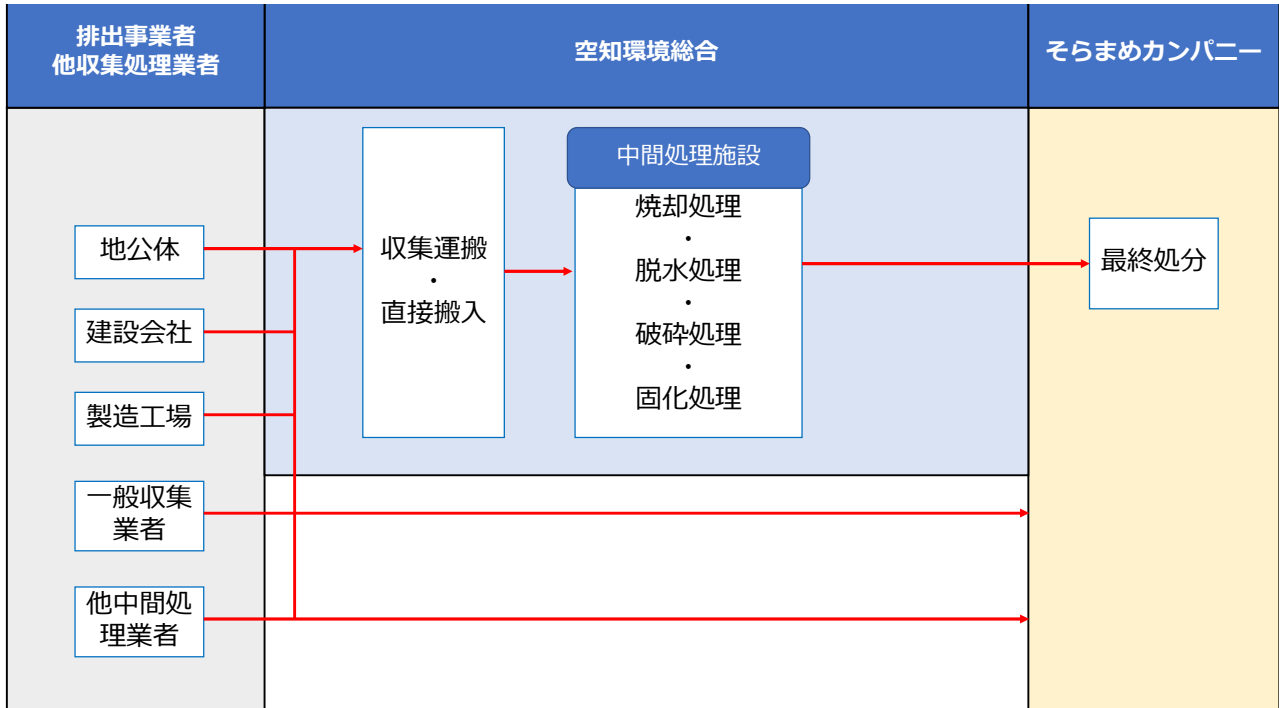 排出事業者
他収集処理業者
空知環境総合
そらまめカンパニー
地公体
建設会社
製造工場
一般収集
業者
他中間処
理業者
収集運搬
・
直接搬入
中間処理施設
焼却処理
・
脱水処理
・
破砕処理
・
固化処理
最終処分